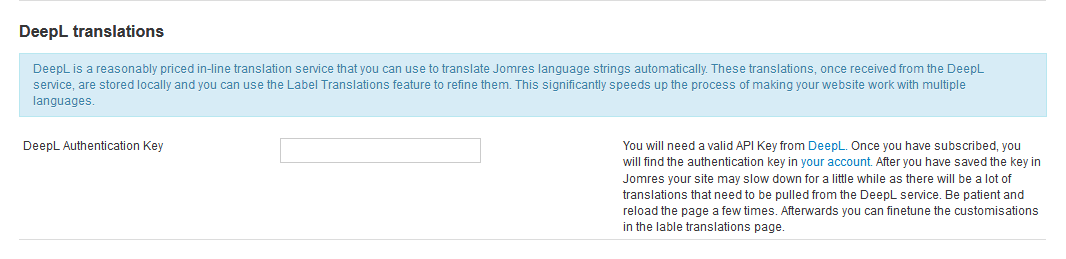 DeepL translations
DeepL is a reasonably priced in-line translation service that you can use to translate Jomres language strings automatically. These translations, once received from the DeepL
service, are stored locally and you can use the Label Translations feature to refine them. This significantly speeds up the process of making your website work with multiple
languages.
DeepL Authentication Key
You will need a valid API Key from DeepL. Once you have subscribed, you
will find the authentication key in your account. After you have saved the key in
Jomres your site may slow down for a little while as there will be a lot of
translations that need to be pulled from the DeepL service. Be patient and
reload the page a few times. Afterwards you can finetune the customisations
in the lable translations page.